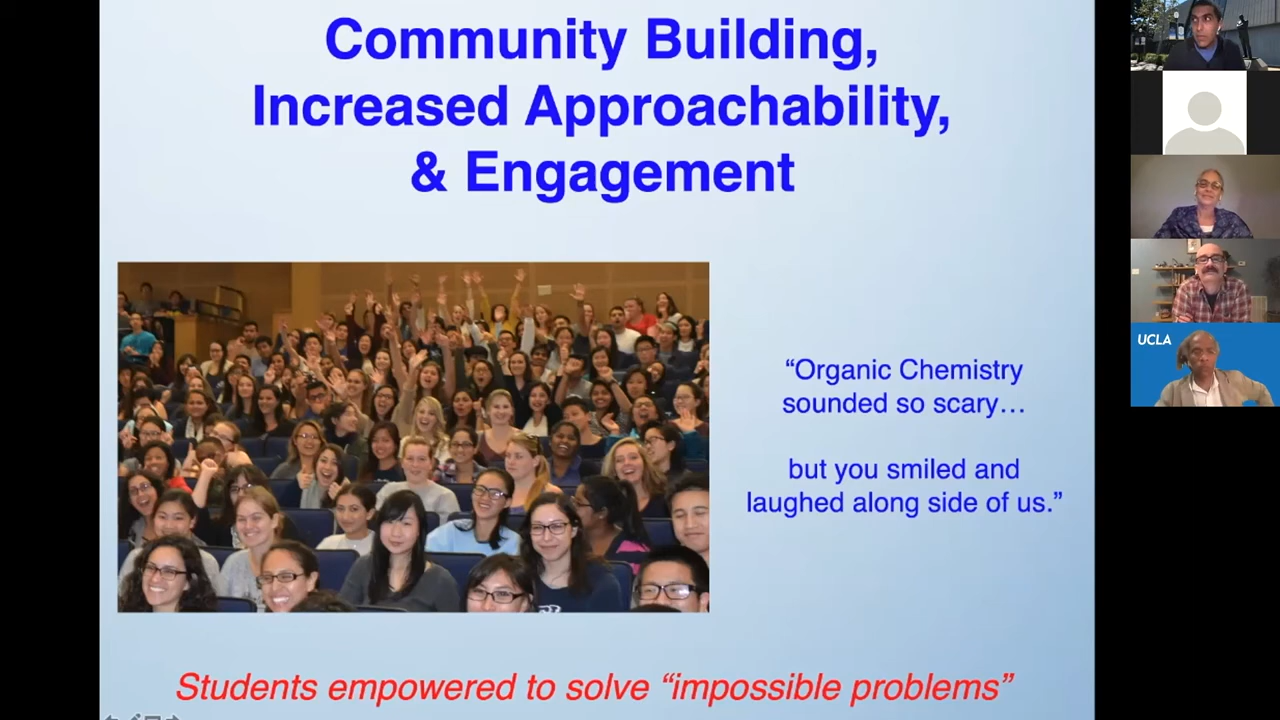 Community Building,
Increased Approachability,
& Engagement
“Organic Chemistry
sounded so scary…
but you smiled and
laughed along side of us.”
Students empowered to solve “impossible problems”
UCLA